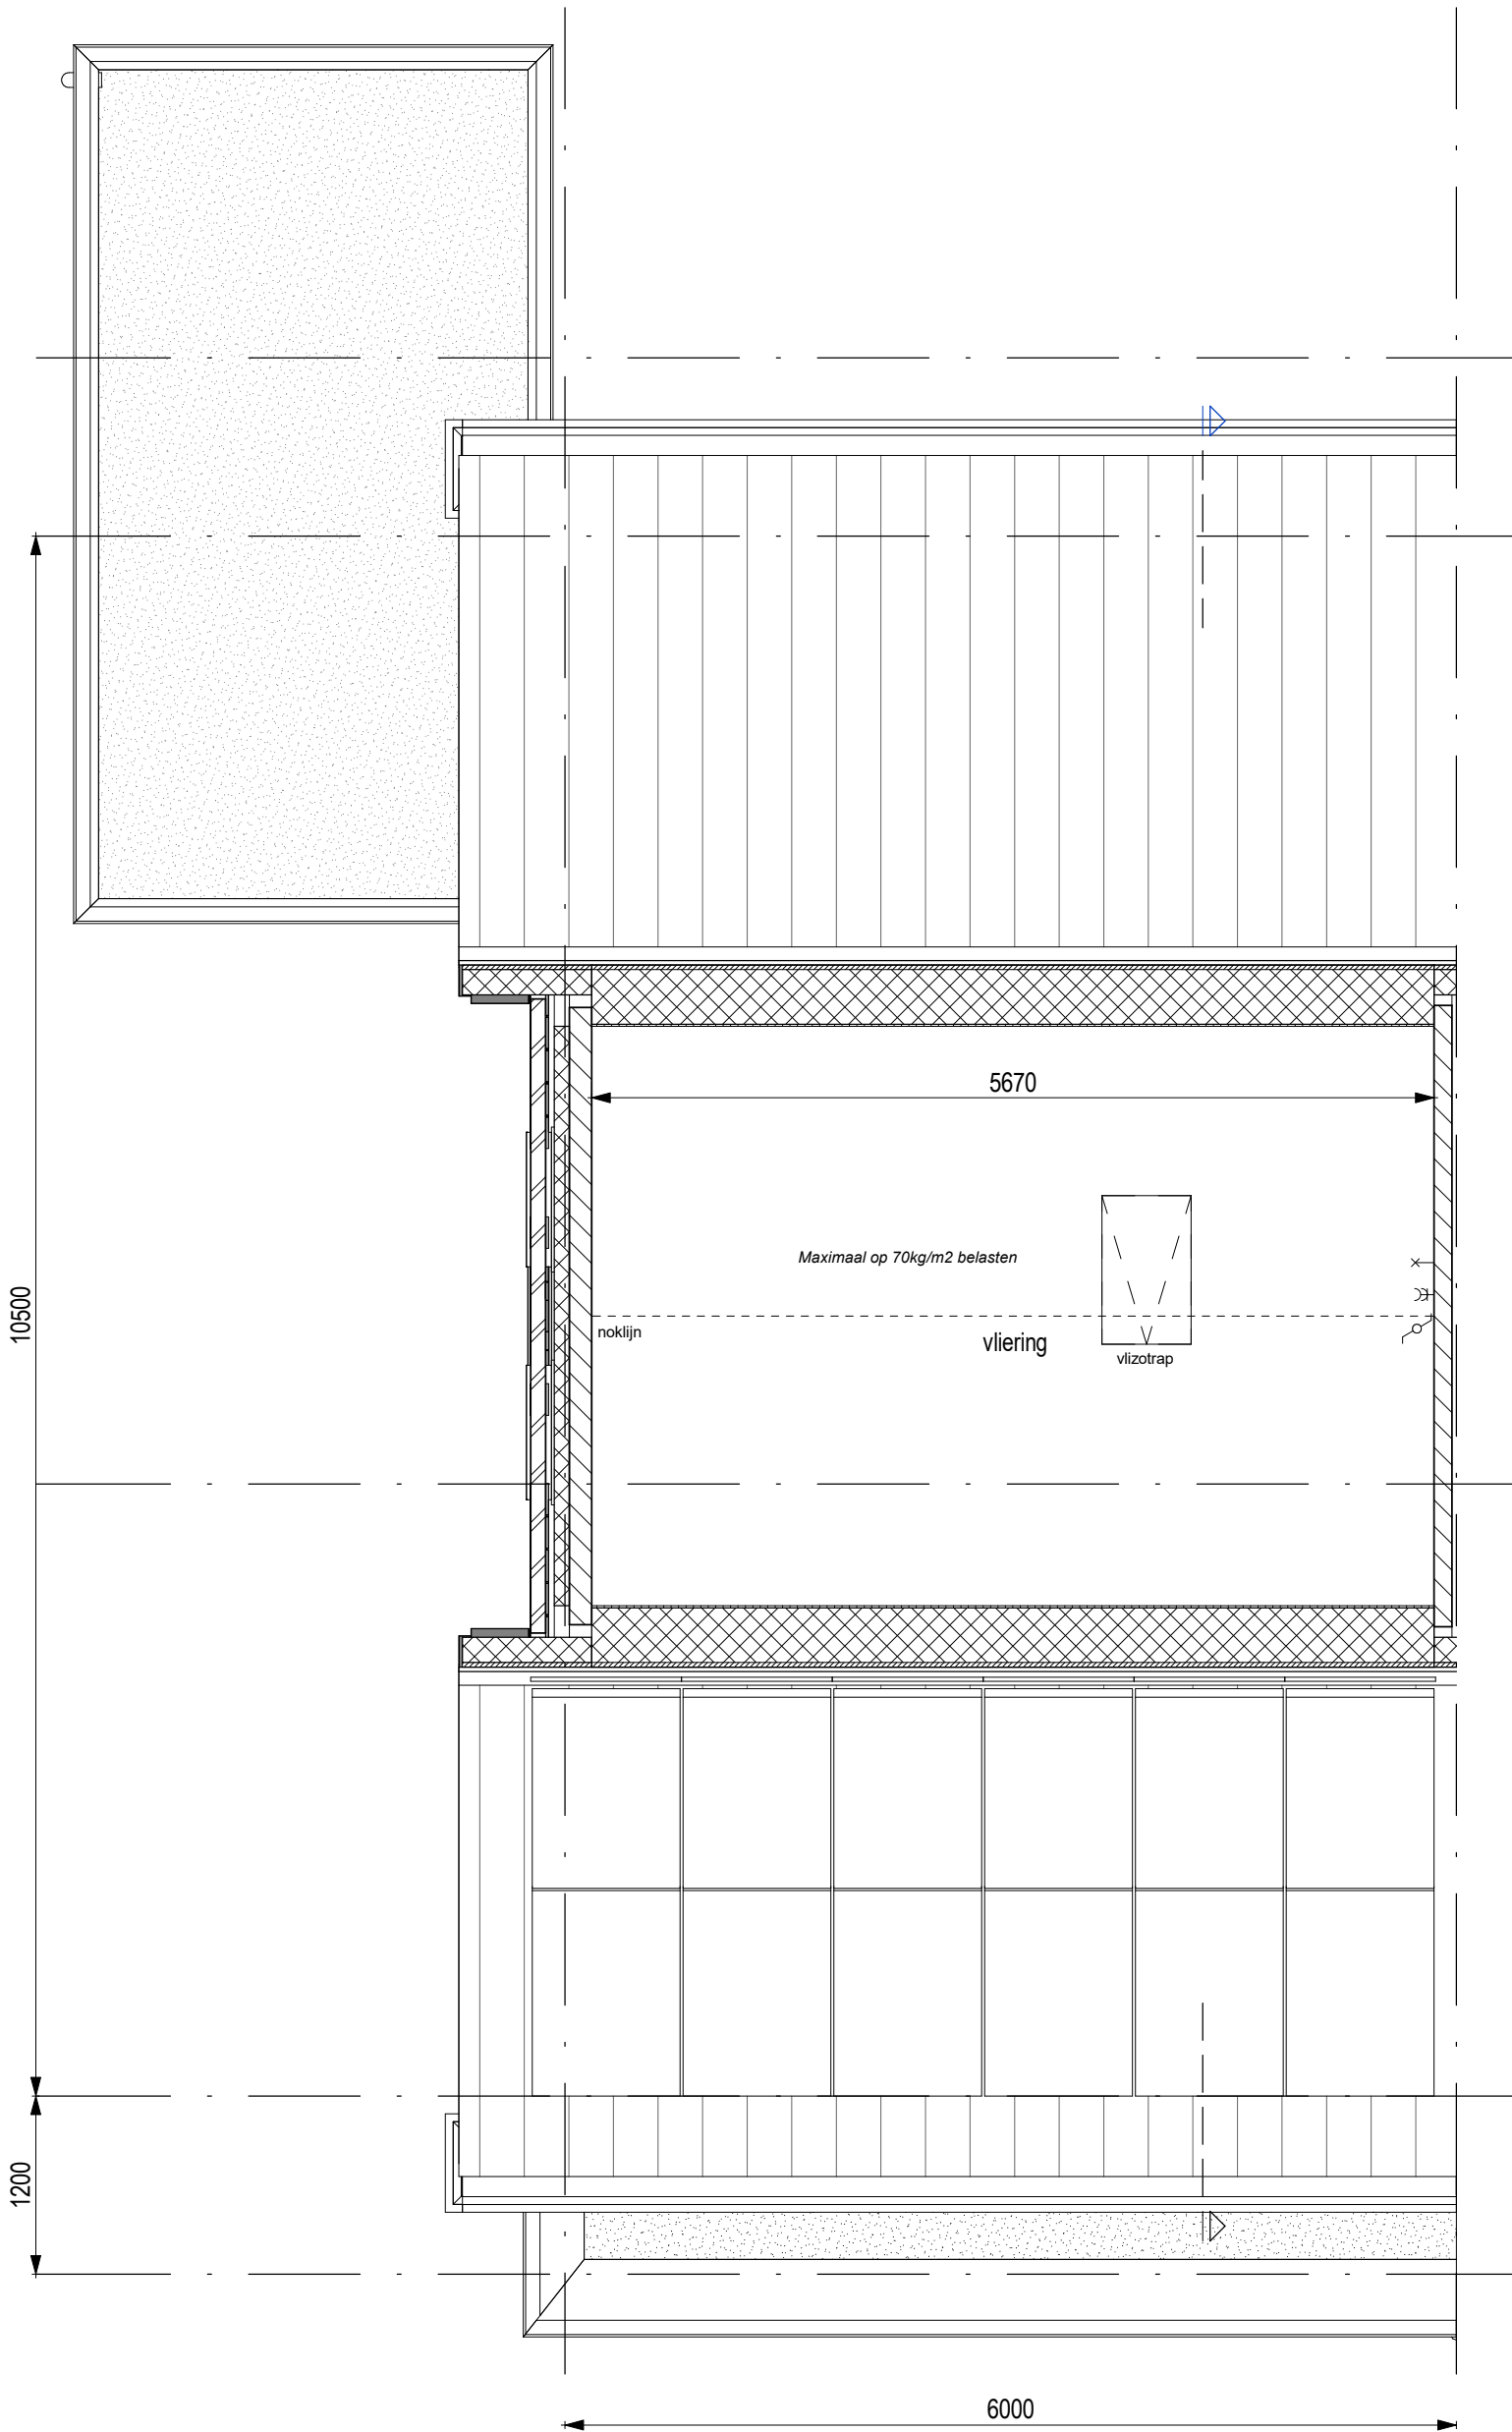 5670
Maximaal op 70kg/m2 belasten
noklijn
vliering
vlizotrap
10500
1200
6000